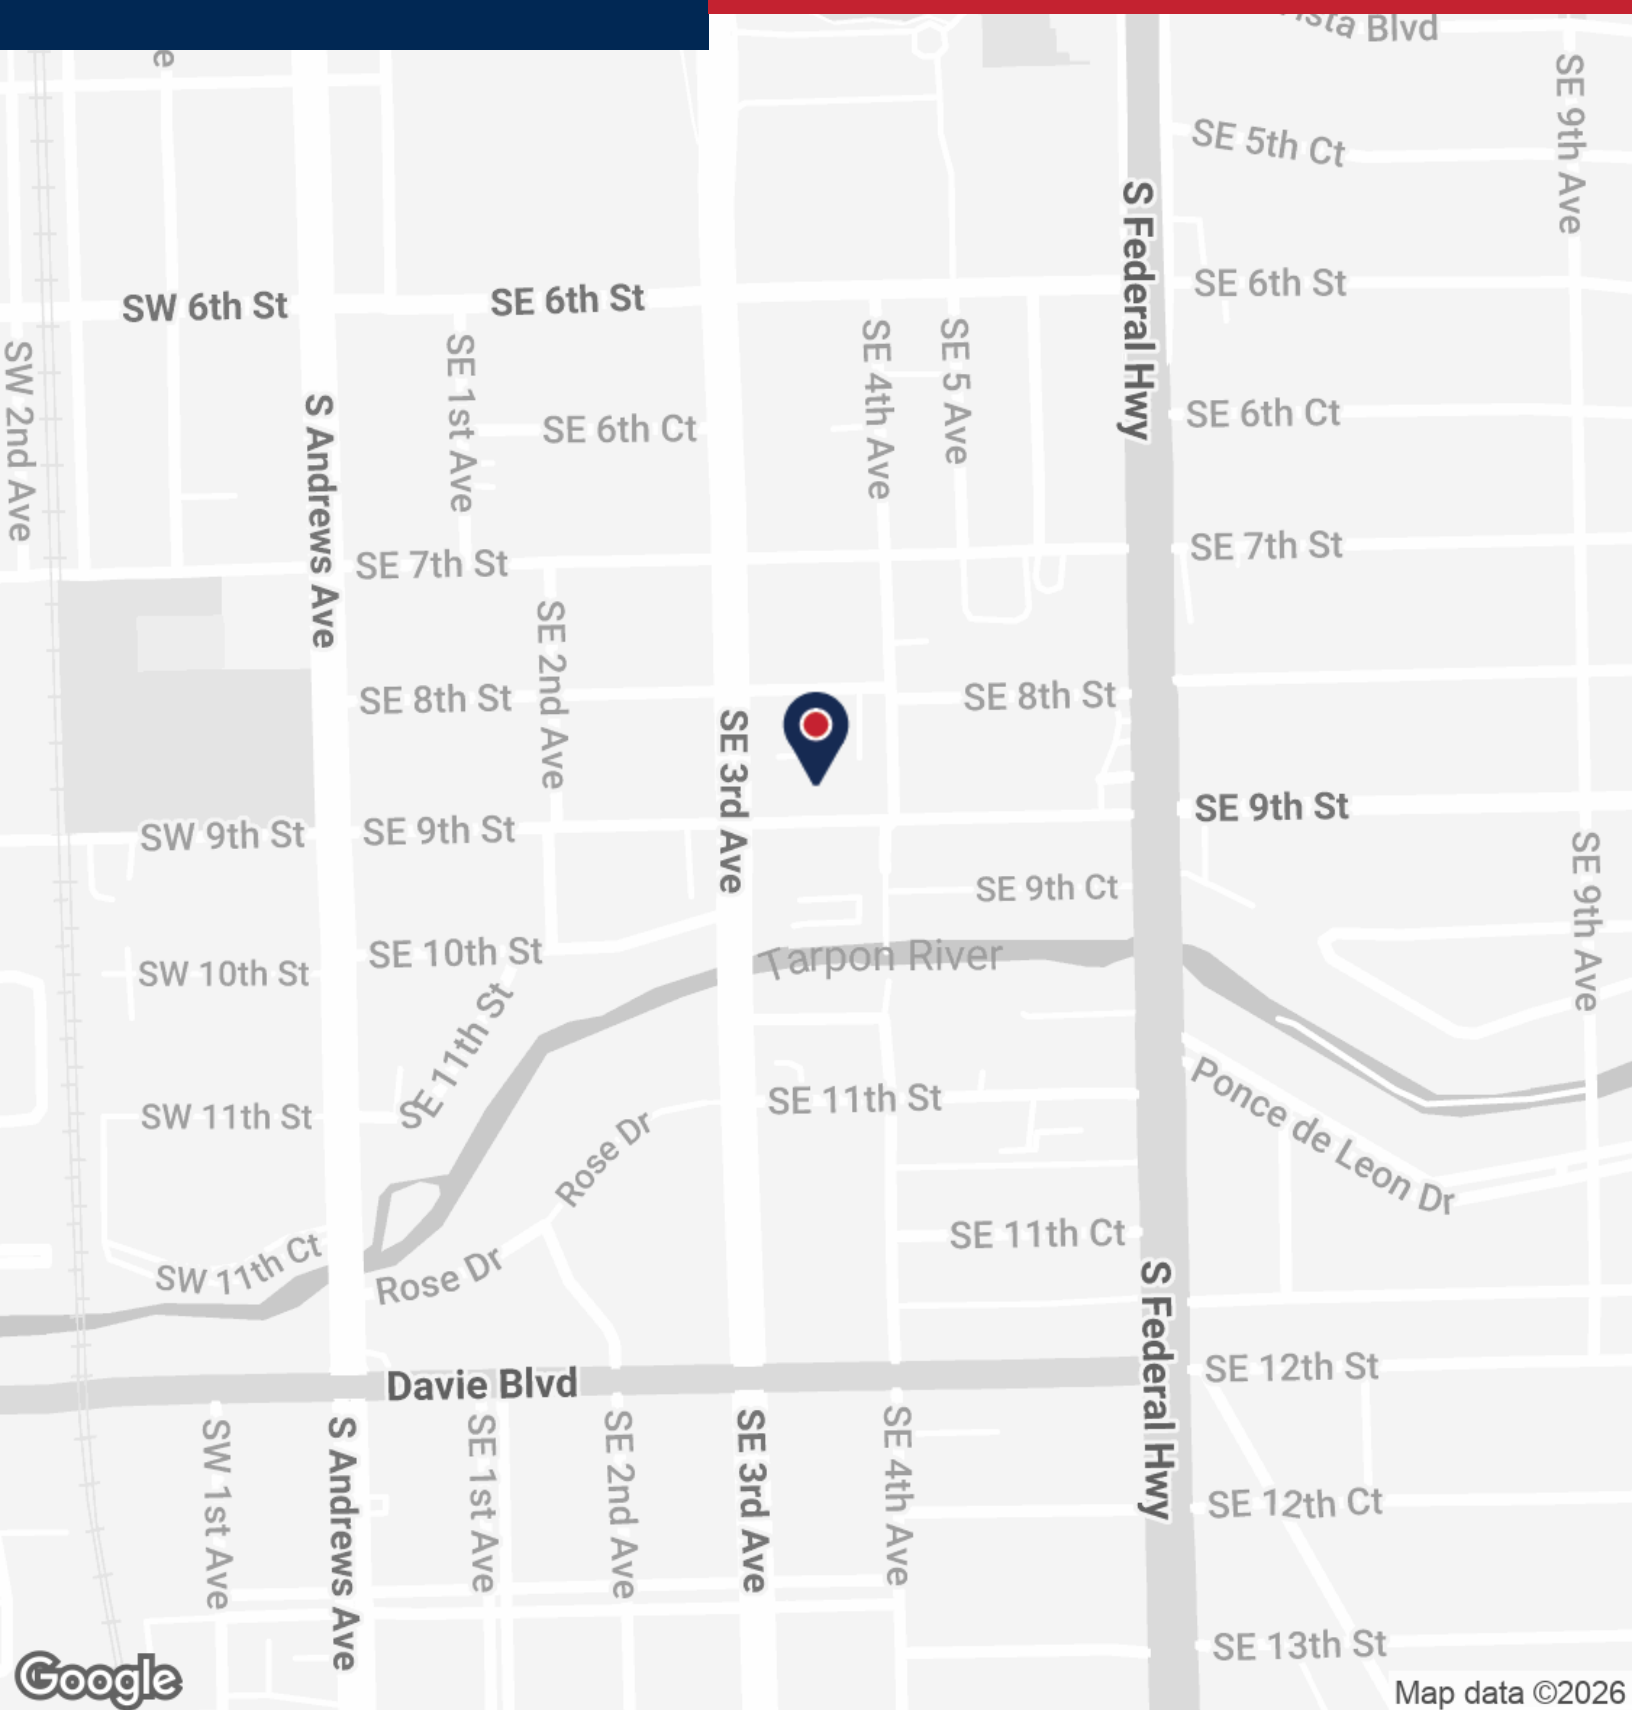 Blvd
SE 9th Ave
SE 5th Ct
S Federal Hwy
SE 6th St
SW 6th St
SE 6th St
SW 2nd Ave
SE 1st Ave
SE 4th Ave
SE 5 Ave
S Andrews Ave
SE 6th Ct
SE 6th Ct
SE 7th St
SE 7th St
SE 2nd Ave
SE 8th St
SE 8th St
SE 3rd Ave
SE 9th St
SW 9th St
SE 9th St
SE 9th Ave
SE 9th Ct
SE 10th St
Tarpon River
SW 10th St
SE 11th St
SW 11th St
SE 11th St
Rose Dr
Ponce de Leon Dr
SW 11th Ct
Rose Dr
SE 11th Ct
S Federal Hwy
Davie Blvd
SE 12th St
SW 1st Ave
S Andrews Ave
SE 1st Ave
SE 2nd Ave
SE 3rd Ave
SE 4th Ave
SE 12th Ct
SE 13th St
Google
Map data ©2026